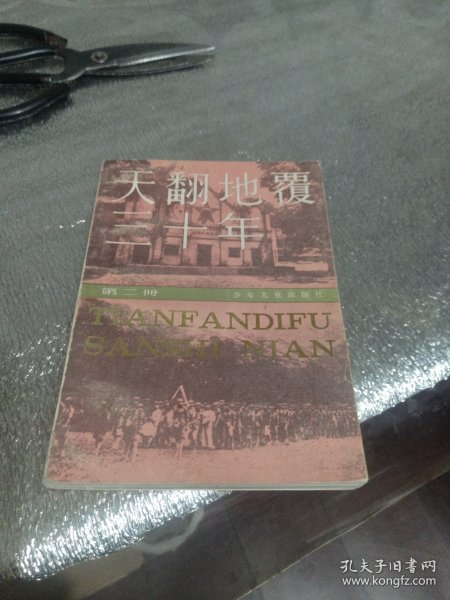 天翻地覆
三十年
第二册
少年儿童出版社
TIANFANDIFU
SANSHI NIAN
孔夫子旧书网
www.kongfz.com